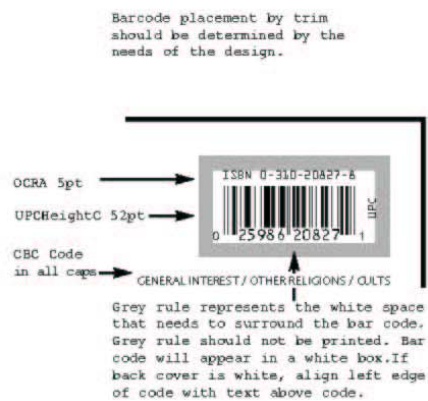 Barcode placement by trim
should be determined by the
needs of the design.
ISBN 0-310-20827-8
OCRA 5pt
UPCHeightC 52pt
UPC
0 25986 20827 1
CBC Code
in all caps
GENERAL INTEREST / OTHER RELIGIONS / CULTS
Grey rule represents the white space
that needs to surround the bar code.
Grey rule should not be printed. Bar
code will appear in a white box.If
back cover is white, align left edge
of code with text above code.